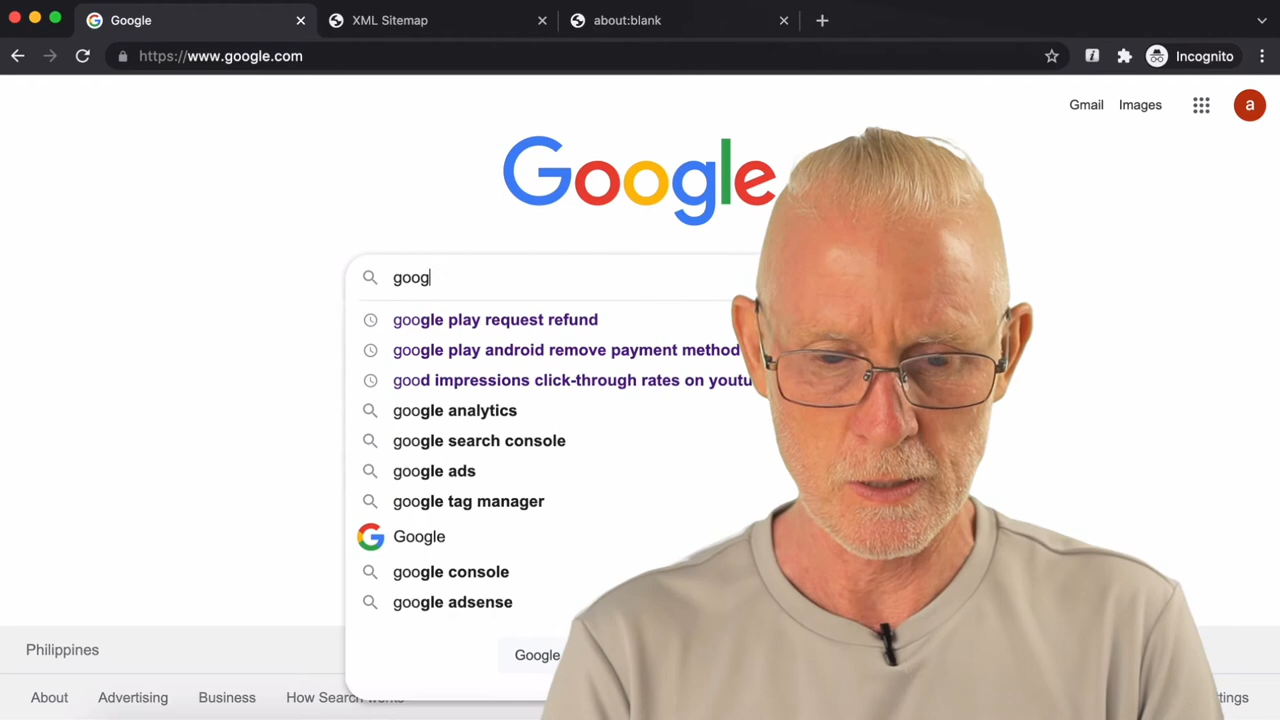 Google
XML Sitemap
about:blank
https://www.google.com
Incognito
Gmail
Images
a
Google
goog
google play request refund
google play android remove payment method
good impressions click-through rates on youtu
google analytics
google search console
google ads
google tag manager
Google
google console
google adsense
Google
Philippines
About
Advertising
Business
How Search works